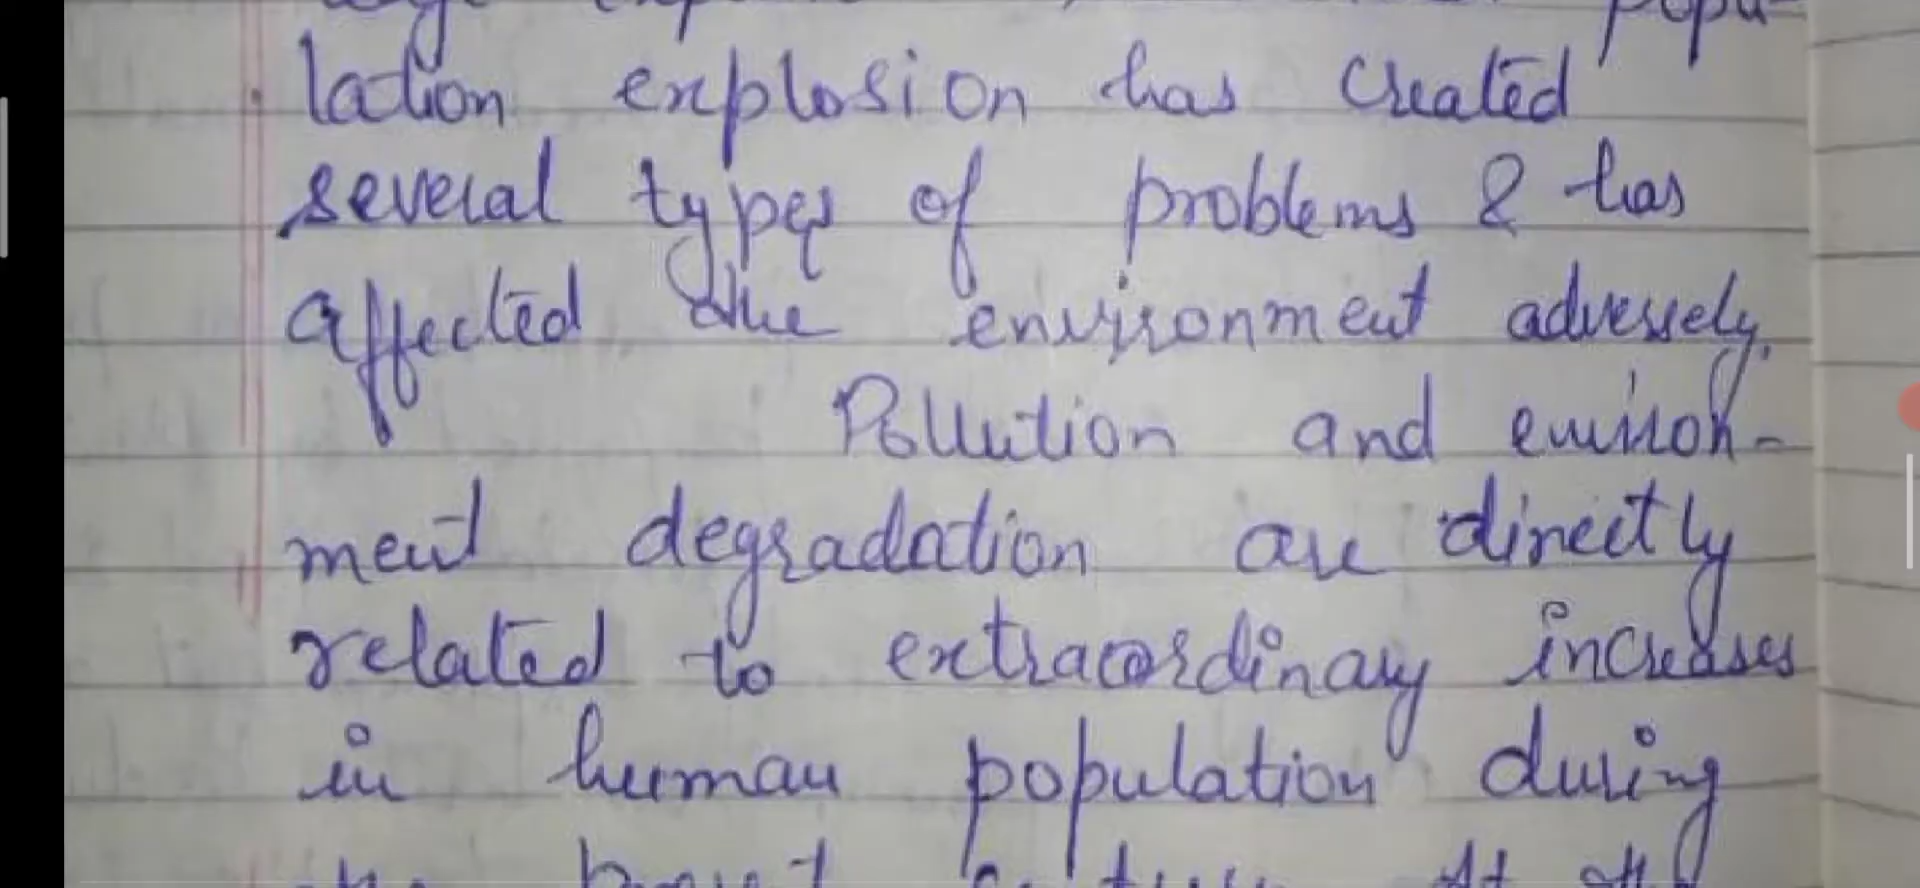 popu-
lation explosion has created
several types of problems & has
affected the environment adversely.
Pollution and environ-
ment degradation are directly
related to extraordinary increases
in human population during